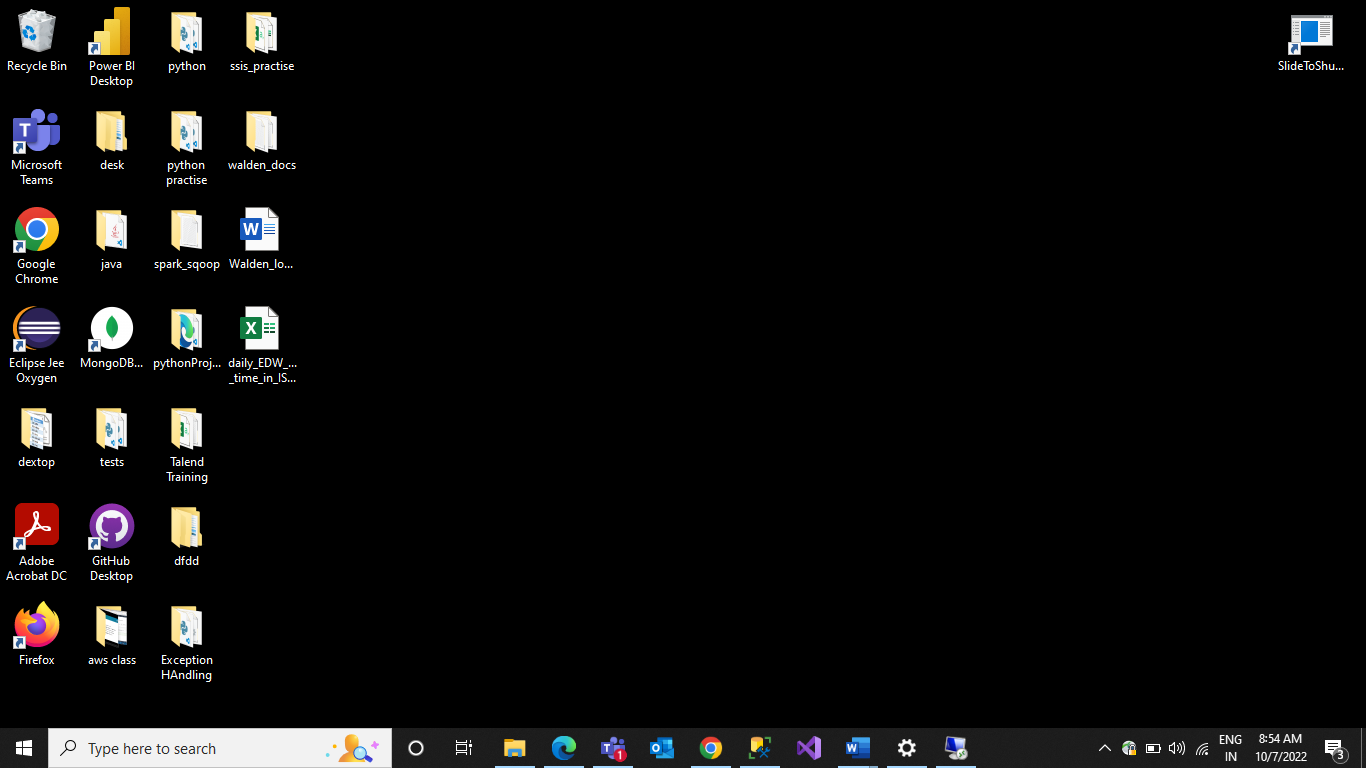 Recycle Bin
Power BI
Desktop
python
ssis_practise
SlideToShu...
Microsoft
Teams
desk
python
practise
walden_docs
Google
Chrome
java
spark_sqoop
Walden_lo...
Eclipse Jee
Oxygen
MongoDB...
pythonProj...
daily_EDW_...
_time_in_IS...
dextop
tests
Talend
Training
Adobe
Acrobat DC
GitHub
Desktop
dfdd
Firefox
aws class
Exception
HAndling
Type here to search
1
ENG
IN
8:54 AM
10/7/2022
3